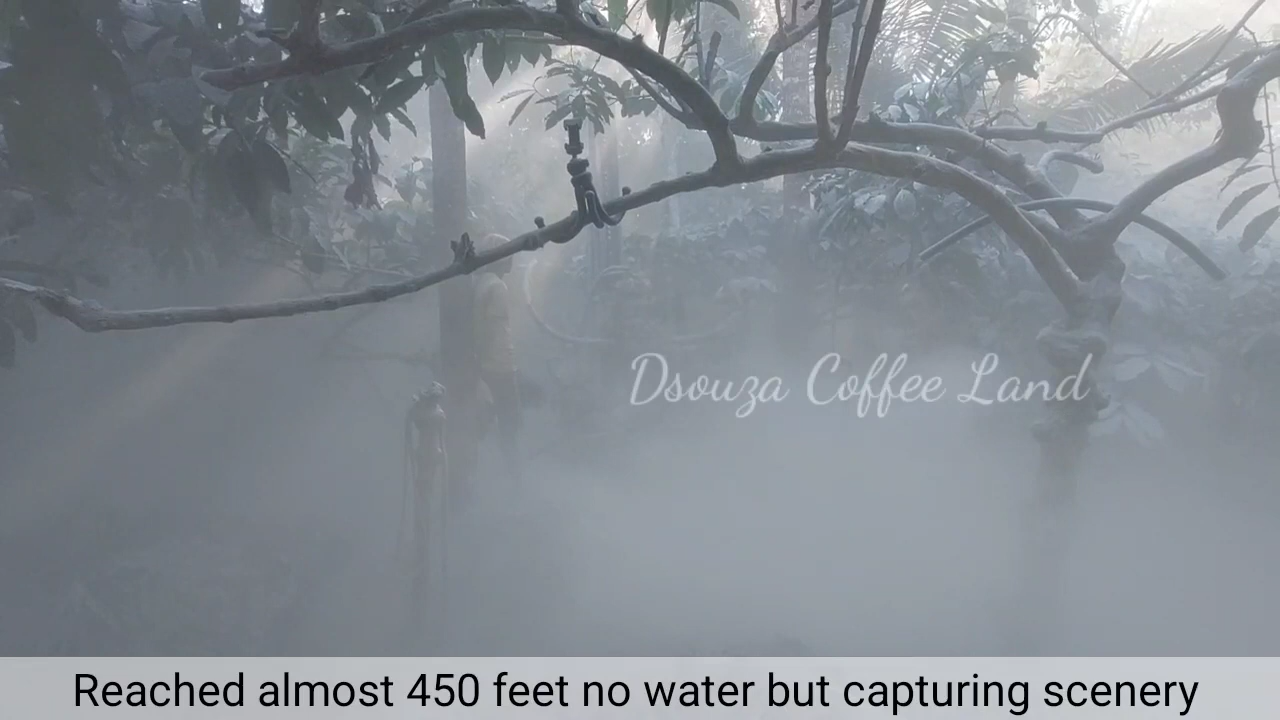 Dsouza Coffee Land
Reached almost 450 feet no water but capturing scenery